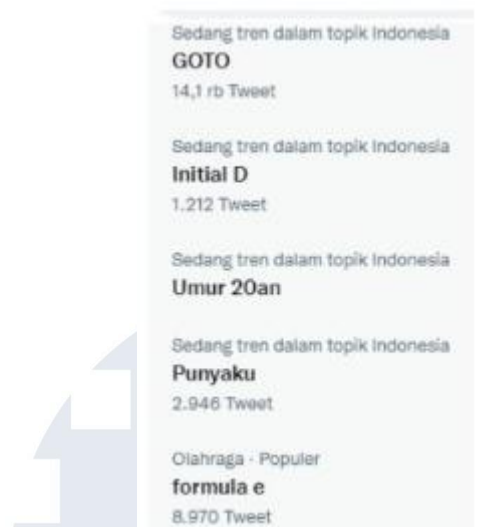 Sedang tren dalam topik Indonesia
GOTO
14,1 rb Tweet
Sedang tren dalam topik Indonesia
Initial D
1.212 Tweet
Sedang tren dalam topik Indonesia
Umur 20an
Sedang tren dalam topik Indonesia
Punyaku
2.946 Tweet
Olahraga · Populer
formula e
8.970 Tweet